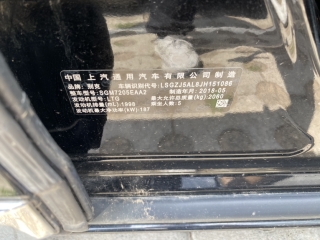 中国 上汽通用汽车有限公司制造
品牌:别克 车辆识别代号:LSGZJ5AL8JH151086
整车型号:SGM7205EAA2 制造年月:2018-05
发动机型号:LTG 最大允许总质量(kg):2060
发动机排量(mL):1998 乘坐人数:5
发动机最大净功率(kW):187